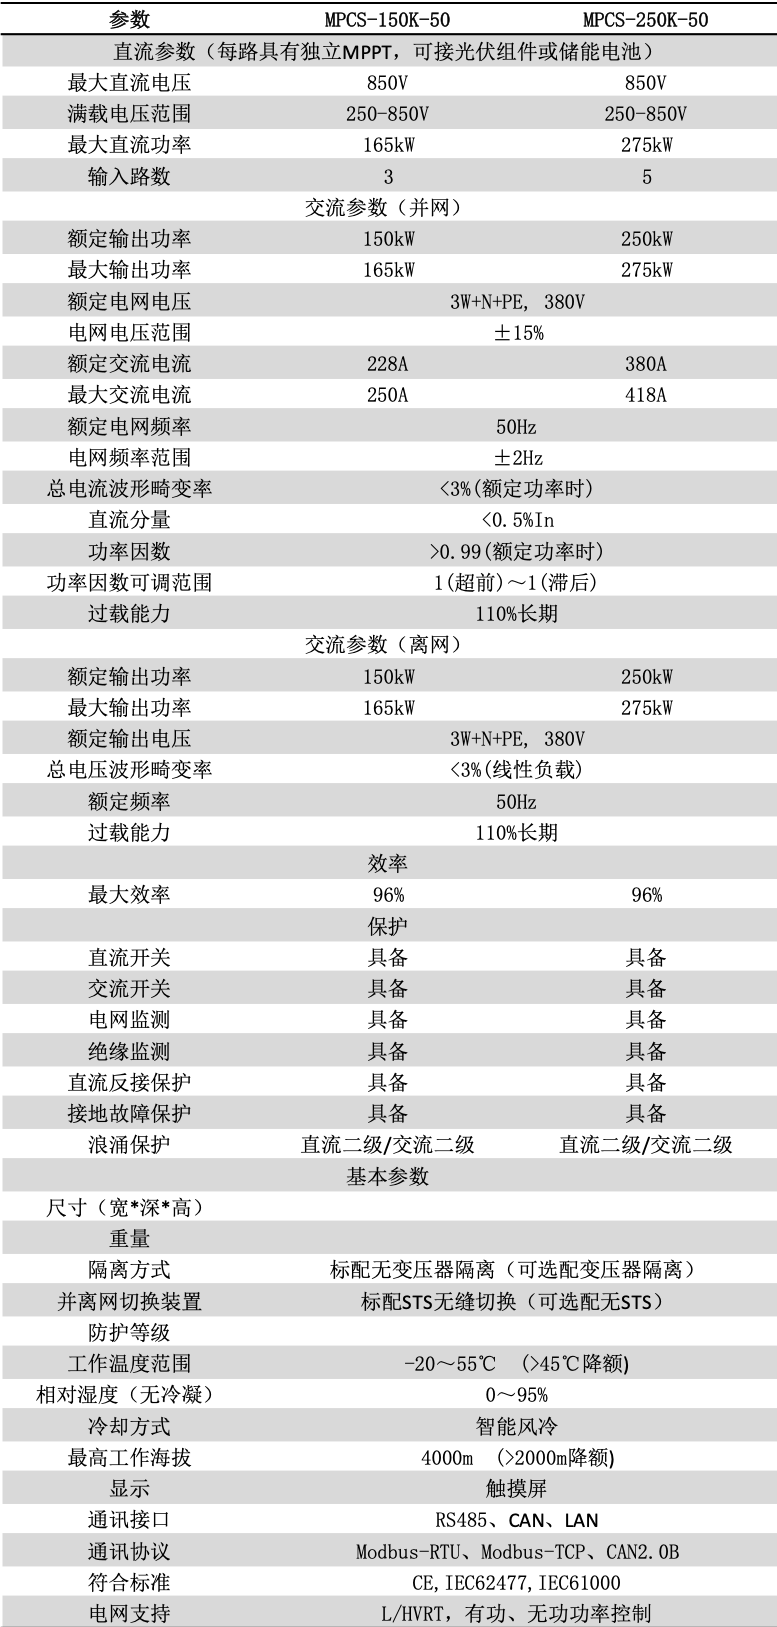 参数 MPCS-150K-50 MPCS-250K-50
直流参数（每路具有独立MPPT，可接光伏组件或储能电池）
最大直流电压 850V 850V
满载电压范围 250-850V 250-850V
最大直流功率 165kW 275kW
输入路数 3 5
交流参数（并网）
额定输出功率 150kW 250kW
最大输出功率 165kW 275kW
额定电网电压 3W+N+PE, 380V
电网电压范围 ±15%
额定交流电流 228A 380A
最大交流电流 250A 418A
额定电网频率 50Hz
电网频率范围 ±2Hz
总电流波形畸变率 <3%(额定功率时)
直流分量 <0.5%In
功率因数 >0.99(额定功率时)
功率因数可调范围 1(超前)～1(滞后)
过载能力 110%长期
交流参数（离网）
额定输出功率 150kW 250kW
最大输出功率 165kW 275kW
额定输出电压 3W+N+PE, 380V
总电压波形畸变率 <3%(线性负载)
额定频率 50Hz
过载能力 110%长期
效率
最大效率 96% 96%
保护
直流开关 具备 具备
交流开关 具备 具备
电网监测 具备 具备
绝缘监测 具备 具备
直流反接保护 具备 具备
接地故障保护 具备 具备
浪涌保护 直流二级/交流二级 直流二级/交流二级
基本参数
尺寸（宽*深*高）
重量
隔离方式 标配无变压器隔离（可选配变压器隔离）
并离网切换装置 标配STS无缝切换（可选配无STS）
防护等级
工作温度范围 -20～55℃ (>45℃降额)
相对湿度（无冷凝） 0～95%
冷却方式 智能风冷
最高工作海拔 4000m (>2000m降额)
显示 触摸屏
通讯接口 RS485、CAN、LAN
通讯协议 Modbus-RTU、Modbus-TCP、CAN2.0B
符合标准 CE,IEC62477,IEC61000
电网支持 L/HVRT，有功、无功功率控制